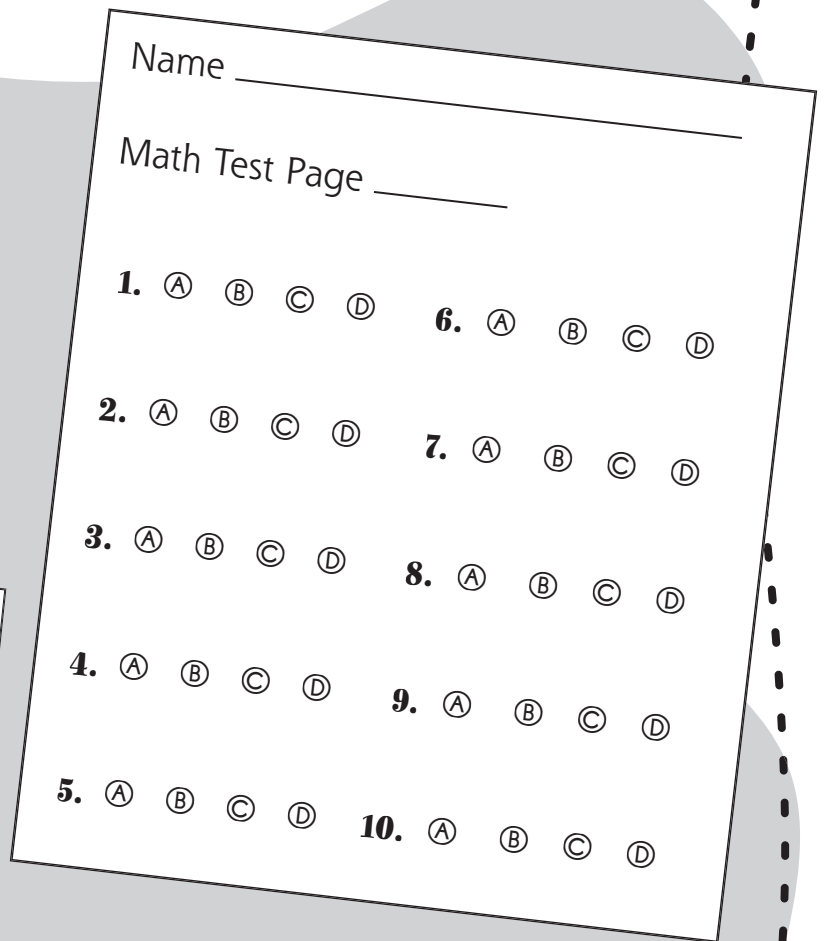 Name
Math Test Page
1. A B C D
2. A B C D
3. A B C D
4. A B C D
5. A B C D
6. A B C D
7. A B C D
8. A B C D
9. A B C D
10. A B C D